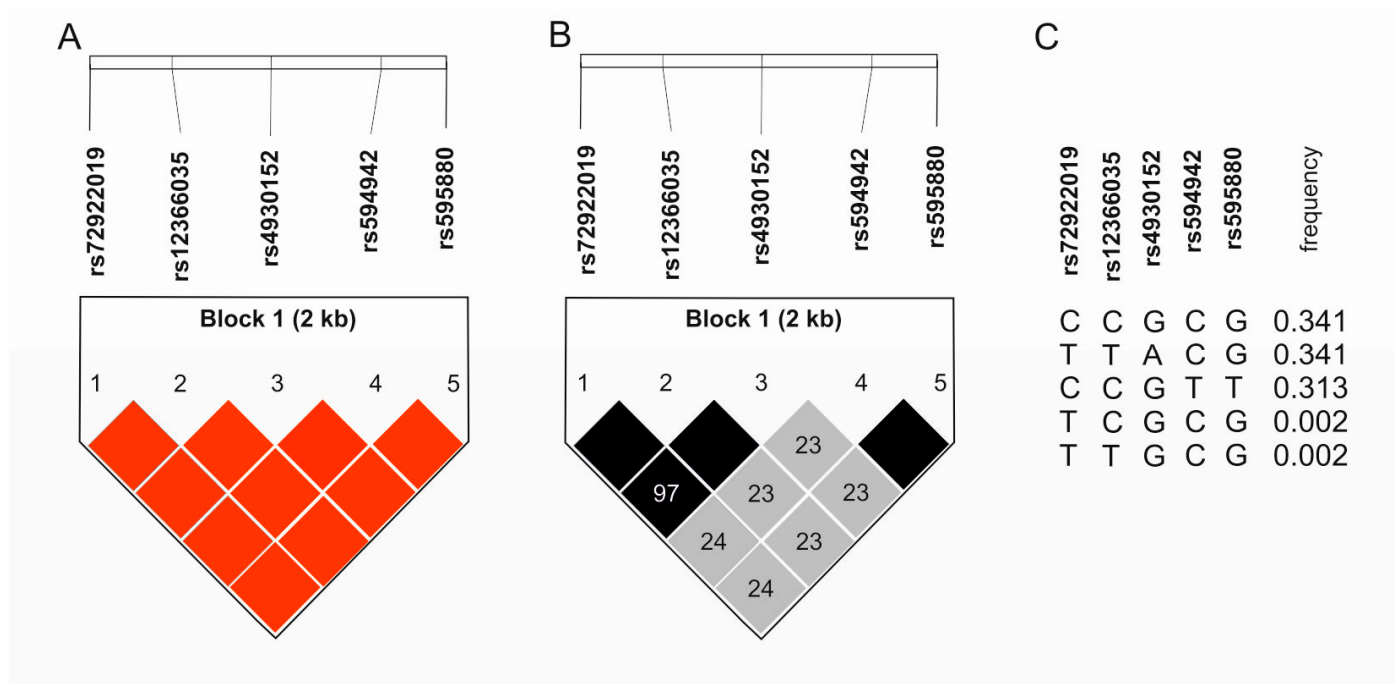 A
rs72922019
rs12366035
rs4930152
rs594942
rs595880
Block 1 (2 kb)
1 2 3 4 5
B
rs72922019
rs12366035
rs4930152
rs594942
rs595880
Block 1 (2 kb)
1 2 3 4 5
23
97 23 23
24 23
24
C
rs72922019
rs12366035
rs4930152
rs594942
rs595880
frequency
C C G C G 0.341
T T A C G 0.341
C C G T T 0.313
T C G C G 0.002
T T G C G 0.002